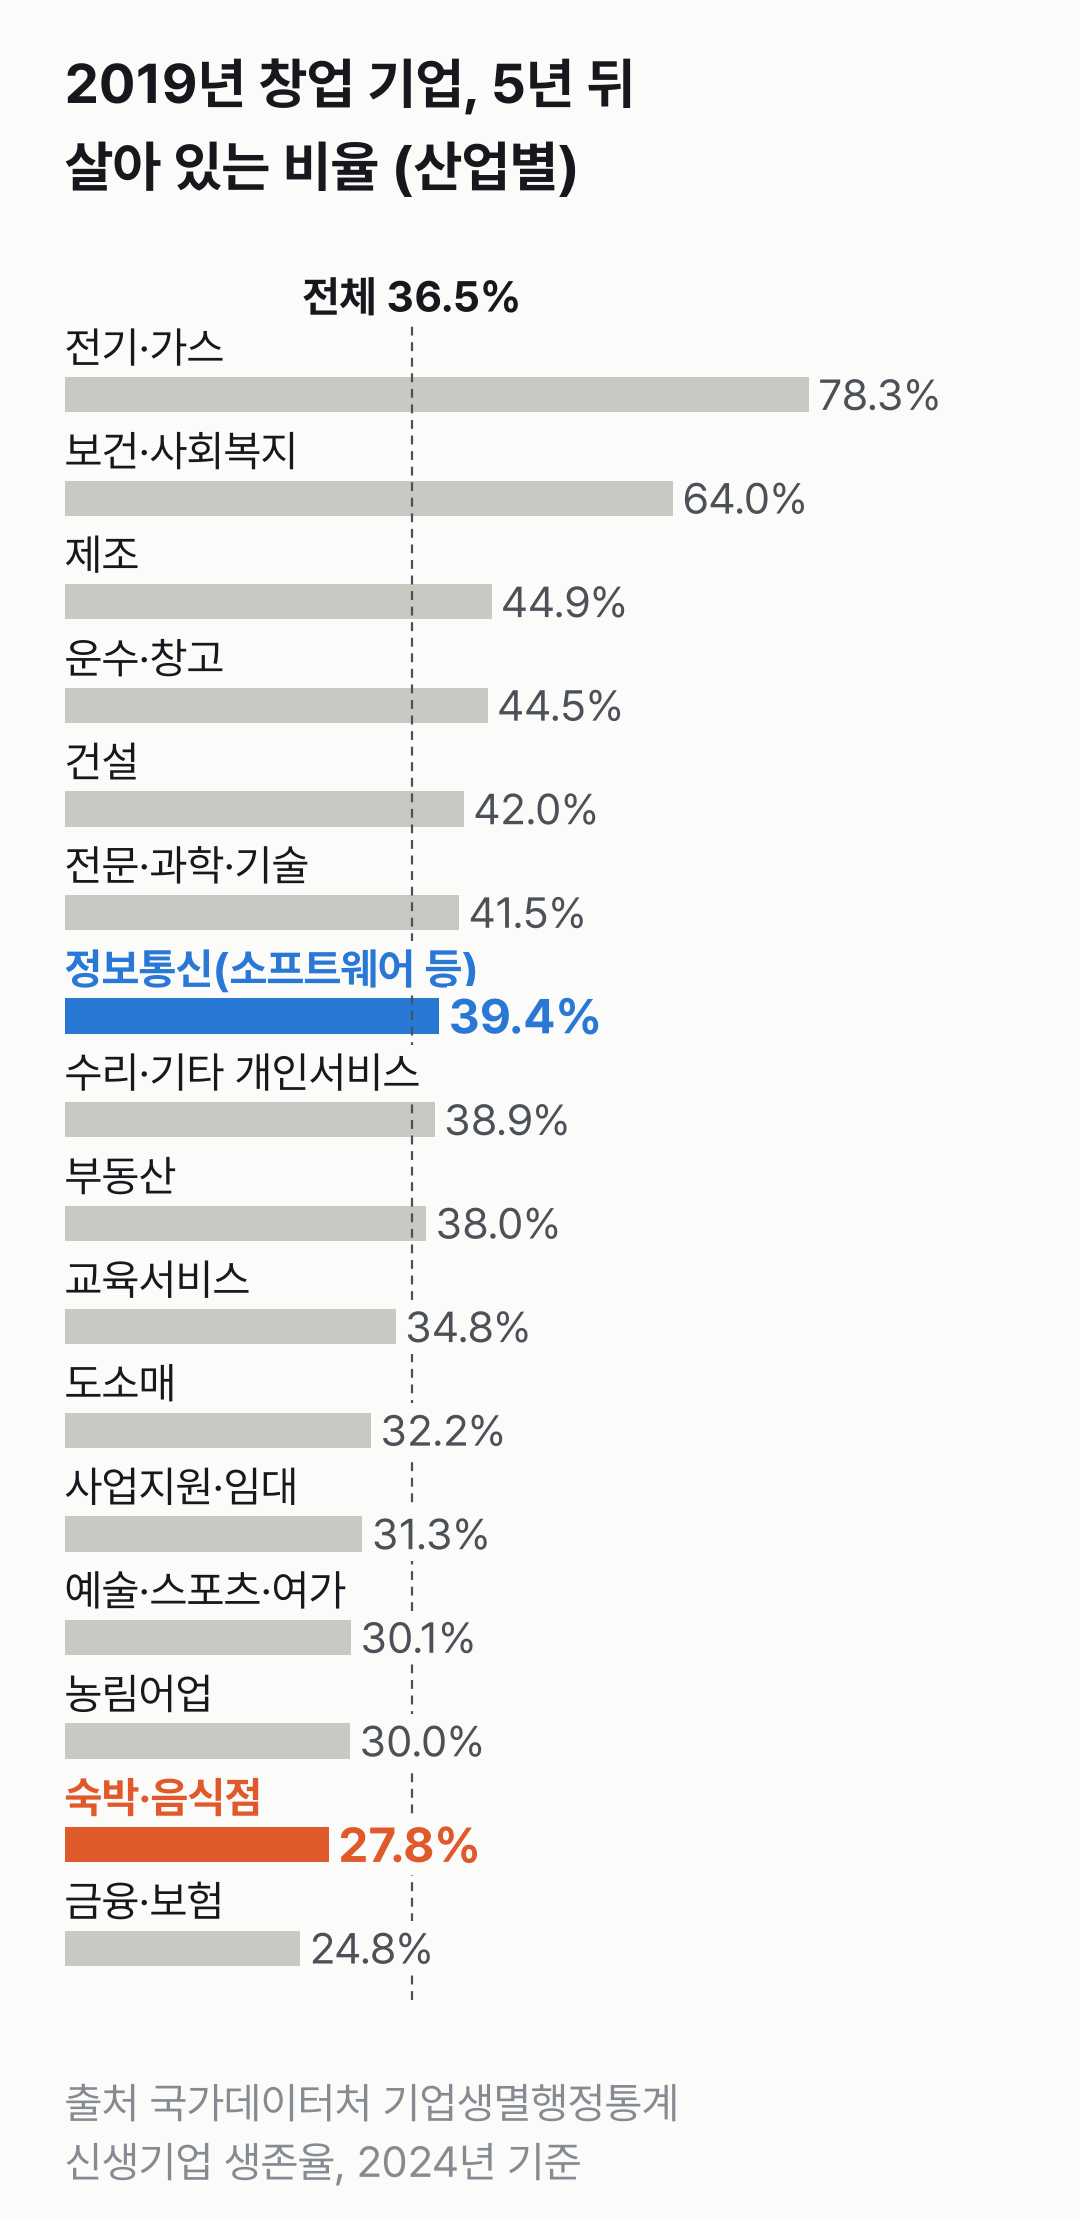 2019년 창업 기업, 5년 뒤
살아 있는 비율 (산업별)
전체 36.5%
전기·가스
78.3%
보건·사회복지
64.0%
제조
44.9%
운수·창고
44.5%
건설
42.0%
전문·과학·기술
41.5%
정보통신(소프트웨어 등)
39.4%
수리·기타 개인서비스
38.9%
부동산
38.0%
교육서비스
34.8%
도소매
32.2%
사업지원·임대
31.3%
예술·스포츠·여가
30.1%
농림어업
30.0%
숙박·음식점
27.8%
금융·보험
24.8%
출처 국가데이터처 기업생멸행정통계
신생기업 생존율, 2024년 기준